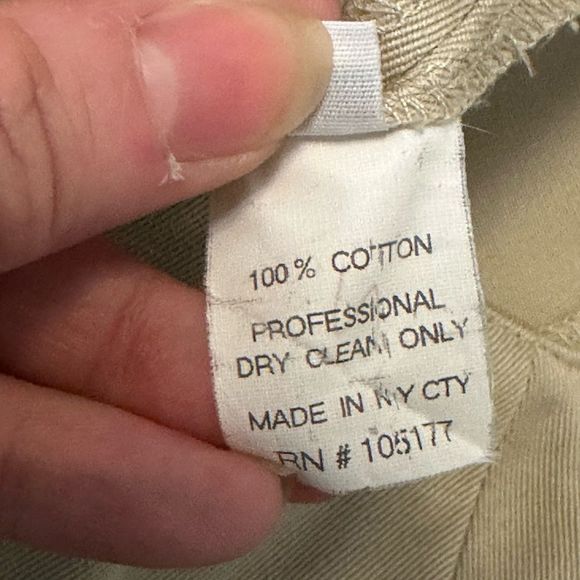 100% COTTON
PROFESSIONAL
DRY CLEAN ONLY
MADE IN NY CTY
RN # 105177